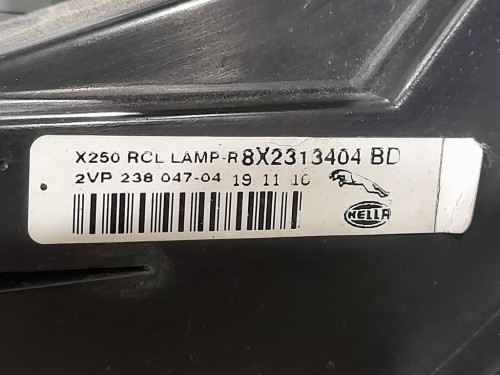 X250 RCL LAMP-R 8X2313404 BD
2VP 238 047-04 19 11 10
HELLA